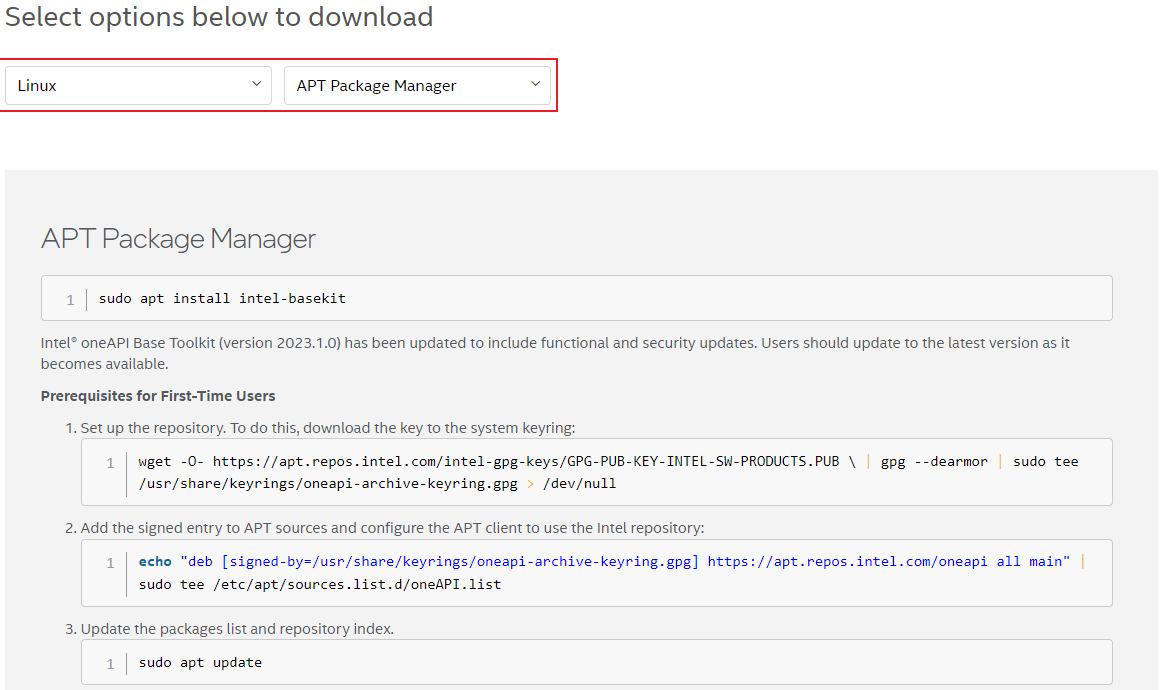 Select options below to download
Linux
APT Package Manager
APT Package Manager
1 sudo apt install intel-basekit
Intel® oneAPI Base Toolkit (version 2023.1.0) has been updated to include functional and security updates. Users should update to the latest version as it
becomes available.
Prerequisites for First-Time Users
1. Set up the repository. To do this, download the key to the system keyring:
1 wget -O- https://apt.repos.intel.com/intel-gpg-keys/GPG-PUB-KEY-INTEL-SW-PRODUCTS.PUB \ | gpg --dearmor | sudo tee
/usr/share/keyrings/oneapi-archive-keyring.gpg > /dev/null
2. Add the signed entry to APT sources and configure the APT client to use the Intel repository:
1 echo "deb [signed-by=/usr/share/keyrings/oneapi-archive-keyring.gpg] https://apt.repos.intel.com/oneapi all main" |
sudo tee /etc/apt/sources.list.d/oneAPI.list
3. Update the packages list and repository index.
1 sudo apt update